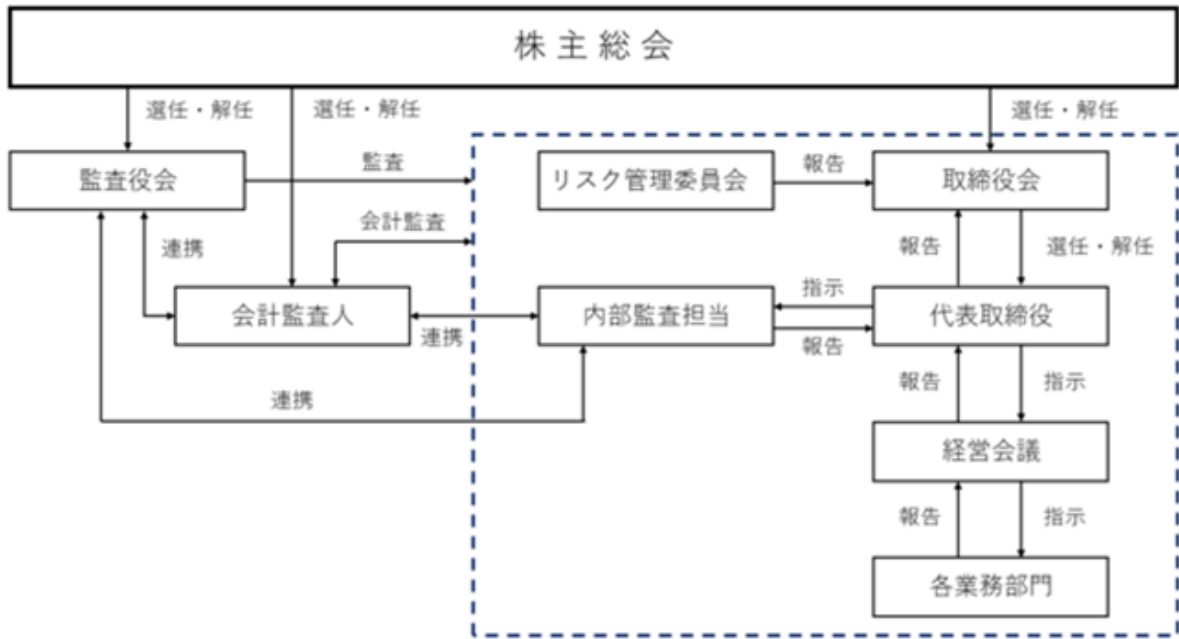 株主総会
選任・解任
選任・解任
選任・解任
監査役会
監査
リスク管理委員会
報告
取締役会
会計監査
連携
報告
選任・解任
会計監査人
連携
内部監査担当
指示
報告
代表取締役
連携
報告
指示
経営会議
報告
指示
各業務部門